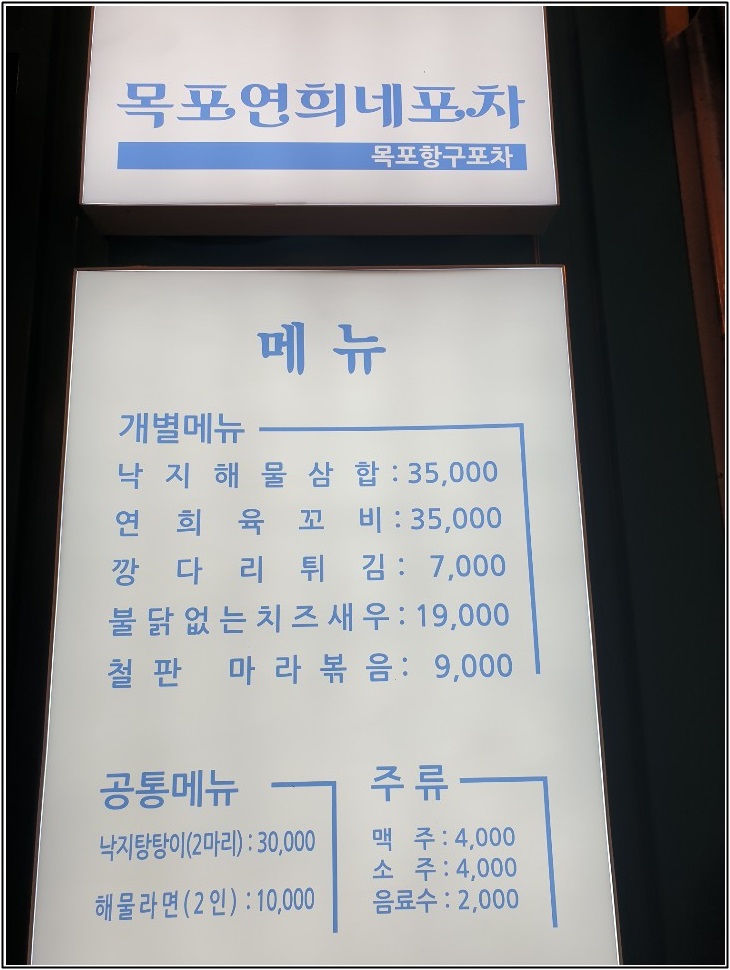 목포연희네포차
목포항구포차
메뉴
개별메뉴
낙지해물삼합 : 35,000
연희육꼬비 : 35,000
깡다리튀김 : 7,000
불닭없는치즈새우 : 19,000
철판 마라볶음 : 9,000
공통메뉴
낙지탕탕이(2마리) : 30,000
해물라면(2인) : 10,000
주류
맥주 : 4,000
소주 : 4,000
음료수 : 2,000